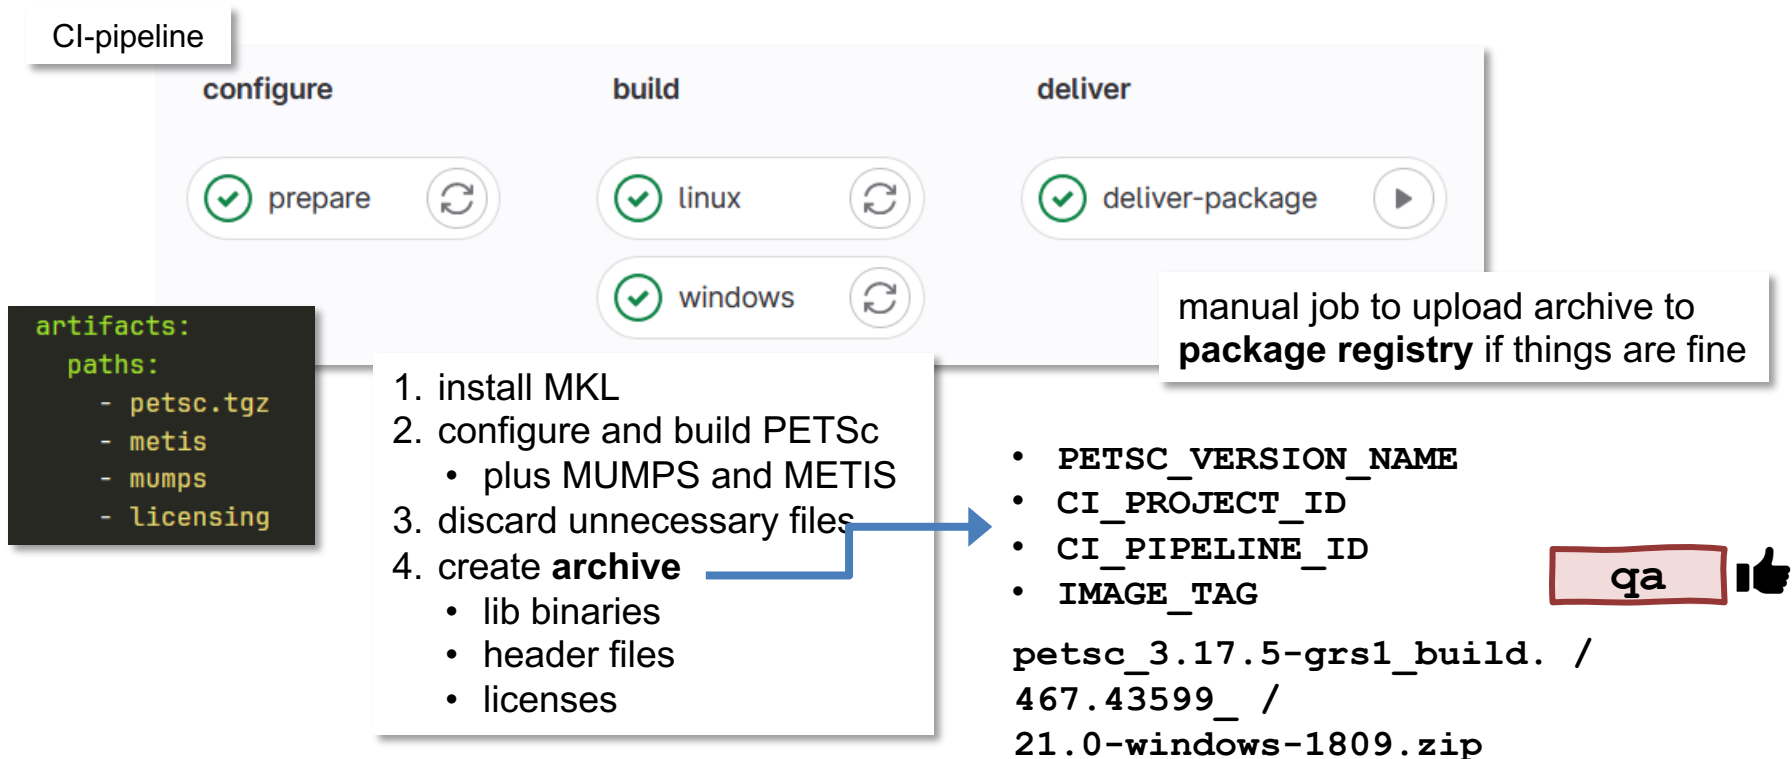 CI-pipeline
configure
build
deliver
prepare
linux
deliver-package
windows
artifacts:
paths:
- petsc.tgz
- metis
- mumps
- licensing
1. install MKL
2. configure and build PETSc
• plus MUMPS and METIS
3. discard unnecessary files
4. create archive
• lib binaries
• header files
• licenses
manual job to upload archive to
package registry if things are fine
• PETSC_VERSION_NAME
• CI_PROJECT_ID
• CI_PIPELINE_ID
• IMAGE_TAG
qa
petsc_3.17.5-grs1_build. /
467.43599_ /
21.0-windows-1809.zip